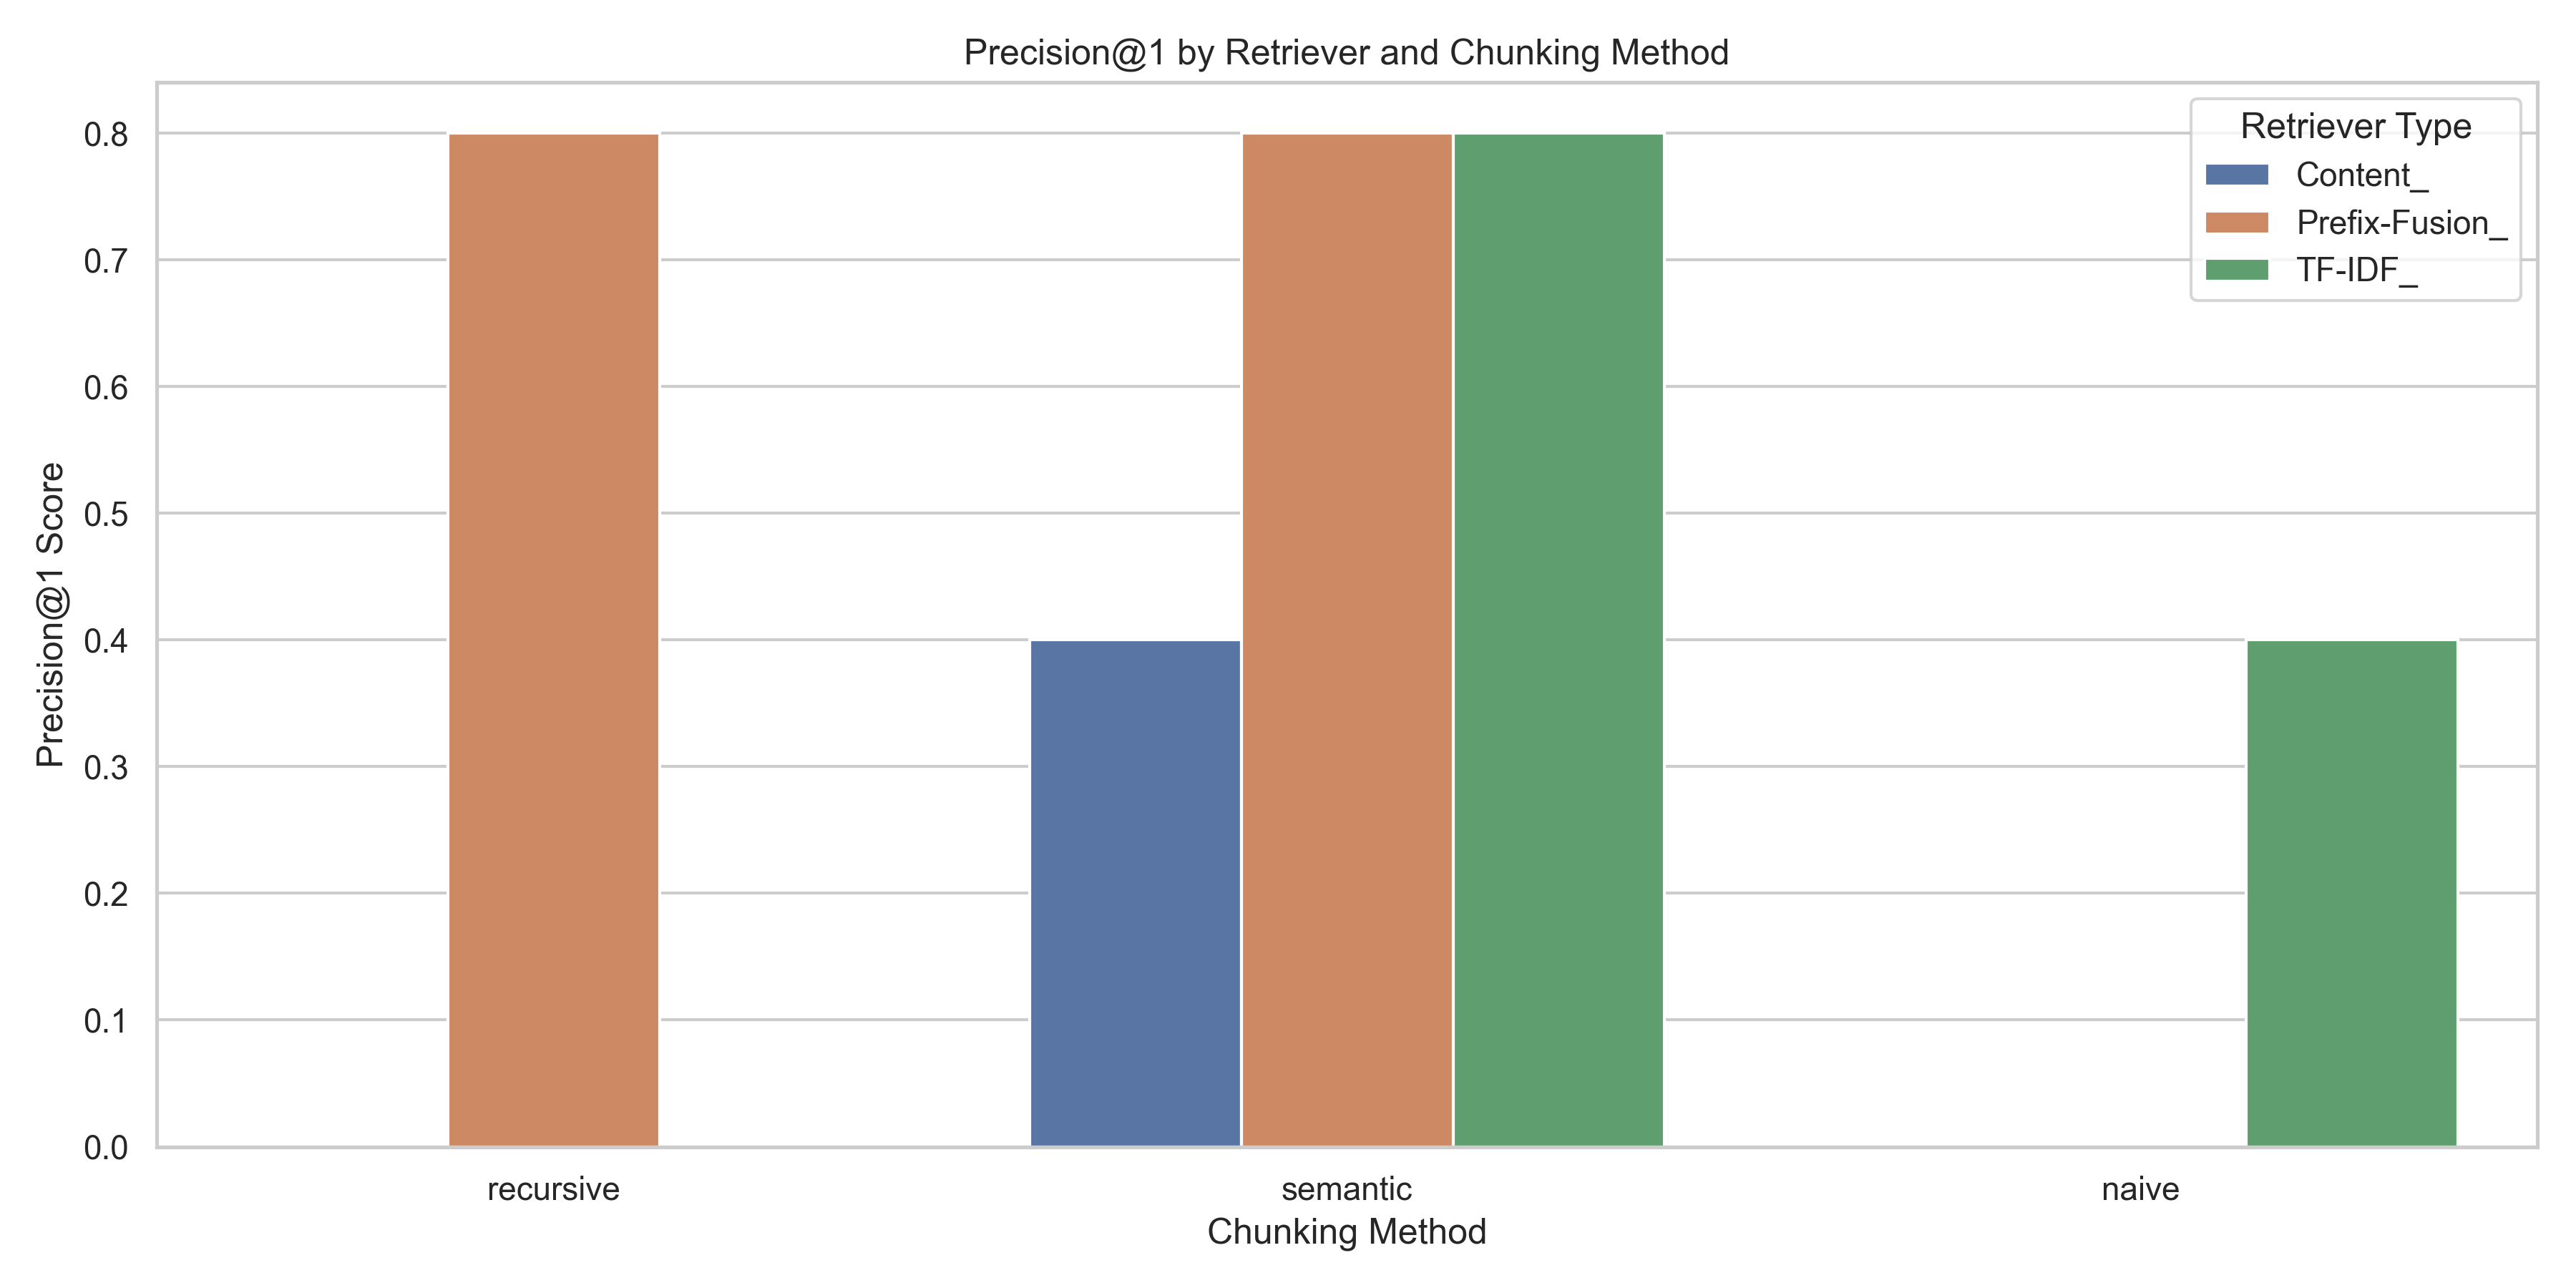 Precision@1 by Retriever and Chunking Method
Retriever Type
Content_
Prefix-Fusion_
TF-IDF_
Precision@1 Score
0.8
0.7
0.6
0.5
0.4
0.3
0.2
0.1
0.0
recursive
semantic
naive
Chunking Method